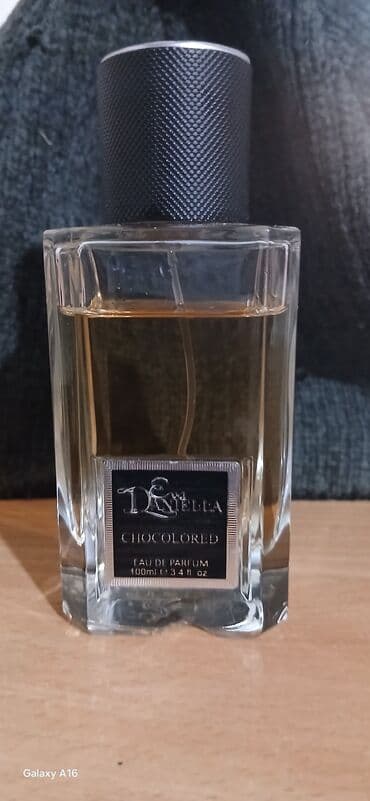 DANIELLA
CHOCOLORED
EAU DE PARFUM
100ml e 3.4 fl. oz
Galaxy A16